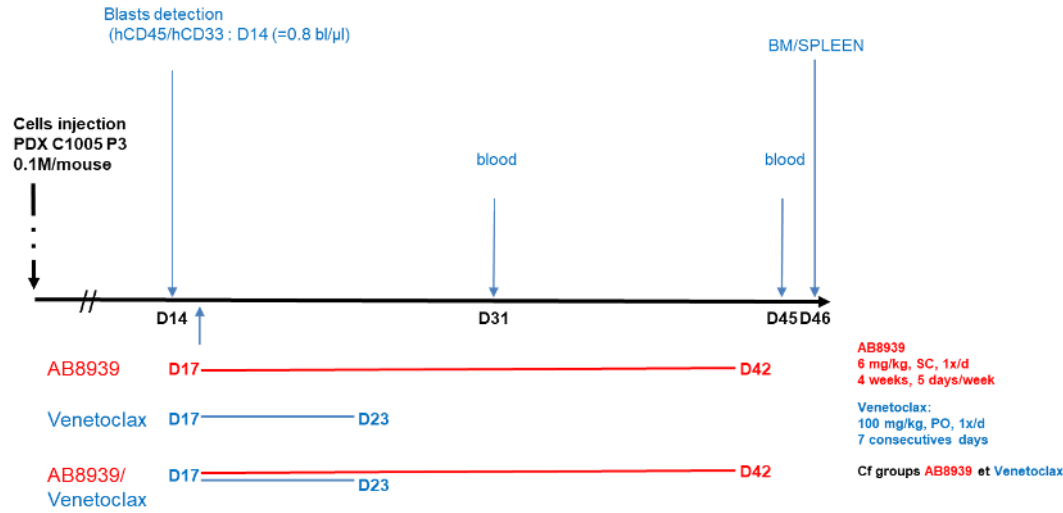 Blasts detection
(hCD45/hCD33 : D14 (=0.8 bl/µl)
BM/SPLEEN
Cells injection
PDX C1005 P3
0.1M/mouse
blood
blood
D14
D31
D45 D46
AB8939
D17
D42
AB8939
6 mg/kg, SC, 1x/d
4 weeks, 5 days/week
Venetoclax
D17
D23
Venetoclax:
100 mg/kg, PO, 1x/d
7 consecutives days
AB8939/
Venetoclax
D17
D42
D23
Cf groups AB8939 et Venetoclax